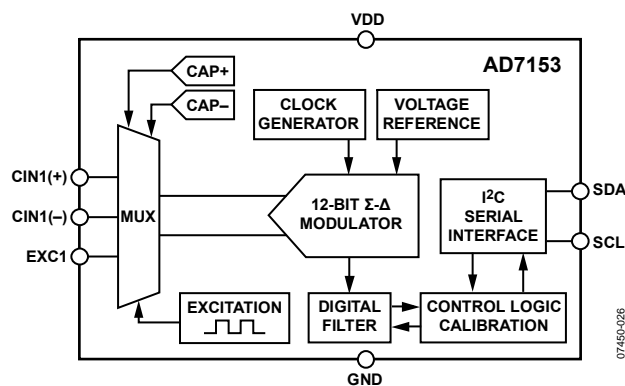 VDD
AD7153
CAP+
CAP–
CLOCK
GENERATOR
VOLTAGE
REFERENCE
CIN1(+)
CIN1(–)
EXC1
MUX
12-BIT Σ-Δ
MODULATOR
I²C
SERIAL
INTERFACE
SDA
SCL
EXCITATION
DIGITAL
FILTER
CONTROL LOGIC
CALIBRATION
GND
07450-026